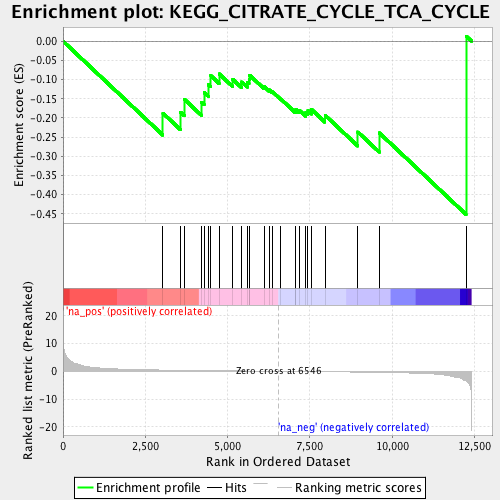 Enrichment plot: KEGG_CITRATE_CYCLE_TCA_CYCLE
Enrichment score (ES)
0.00
-0.05
-0.10
-0.15
-0.20
-0.25
-0.30
-0.35
-0.40
-0.45
'na_pos' (positively correlated)
Ranked list metric (PreRanked)
20
10
0
-10
-20
Zero cross at 6546
'na_neg' (negatively correlated)
0
2,500
5,000
7,500
10,000
12,500
Rank in Ordered Dataset
Enrichment profile
Hits
Ranking metric scores